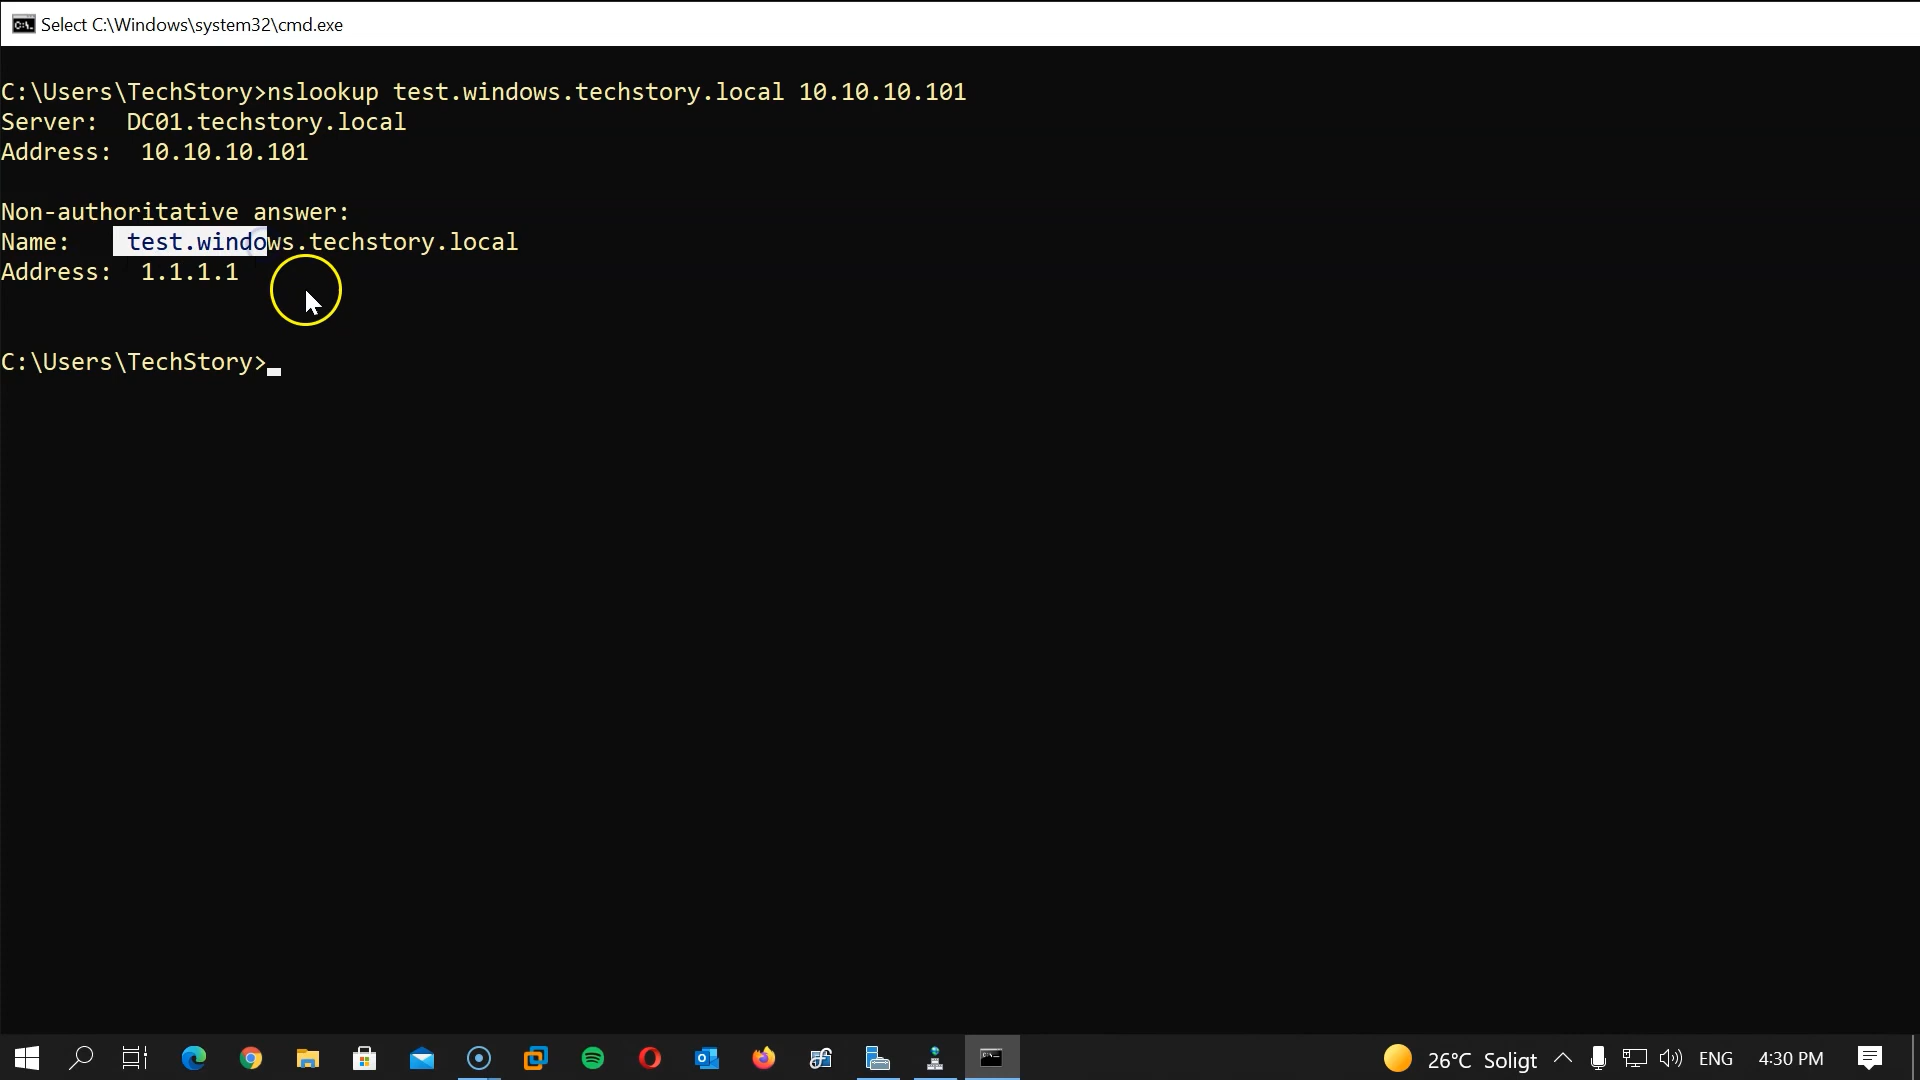 Select C:\Windows\system32\cmd.exe
C:\Users\TechStory>nslookup test.windows.techstory.local 10.10.10.101
Server:  DC01.techstory.local
Address:  10.10.10.101
Non-authoritative answer:
Name:    test.windows.techstory.local
Address:  1.1.1.1
C:\Users\TechStory>
26°C Soligt ENG 4:30 PM